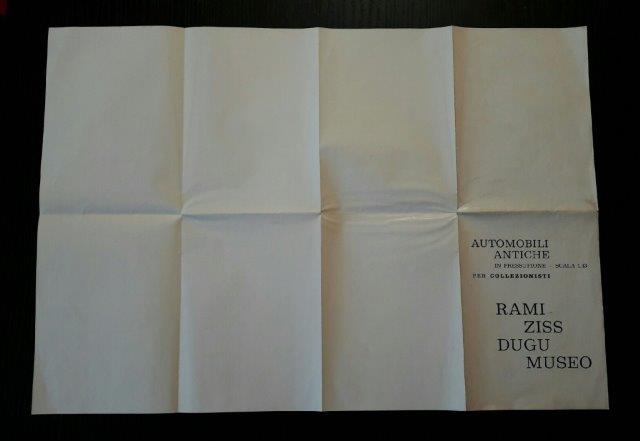 AUTOMOBILI
ANTICHE
IN PRESSOFUSIONE - SCALA 1:43
PER COLLEZIONISTI
RAMI
ZISS
DUGU
MUSEO